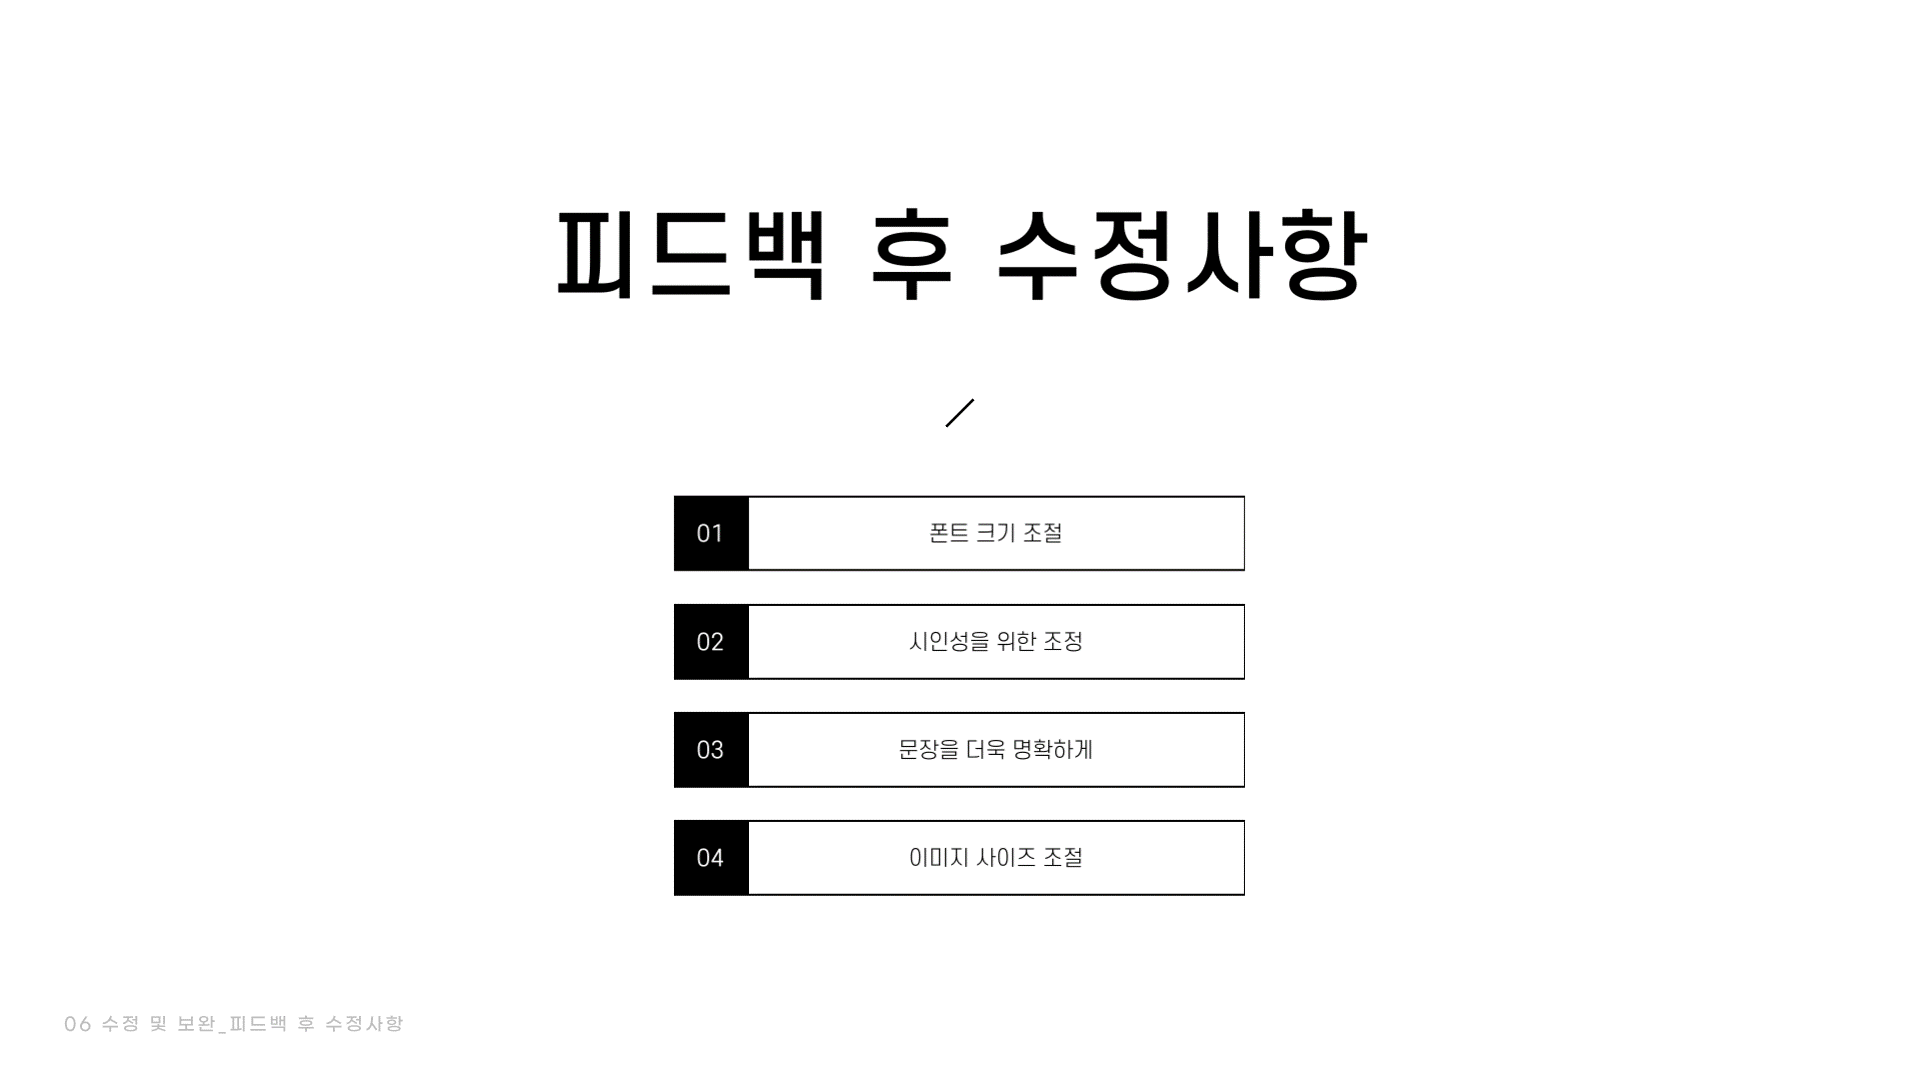 피드백 후 수정사항
01 폰트 크기 조절
02 시인성을 위한 조정
03 문장을 더욱 명확하게
04 이미지 사이즈 조절
06 수정 및 보완_피드백 후 수정사항